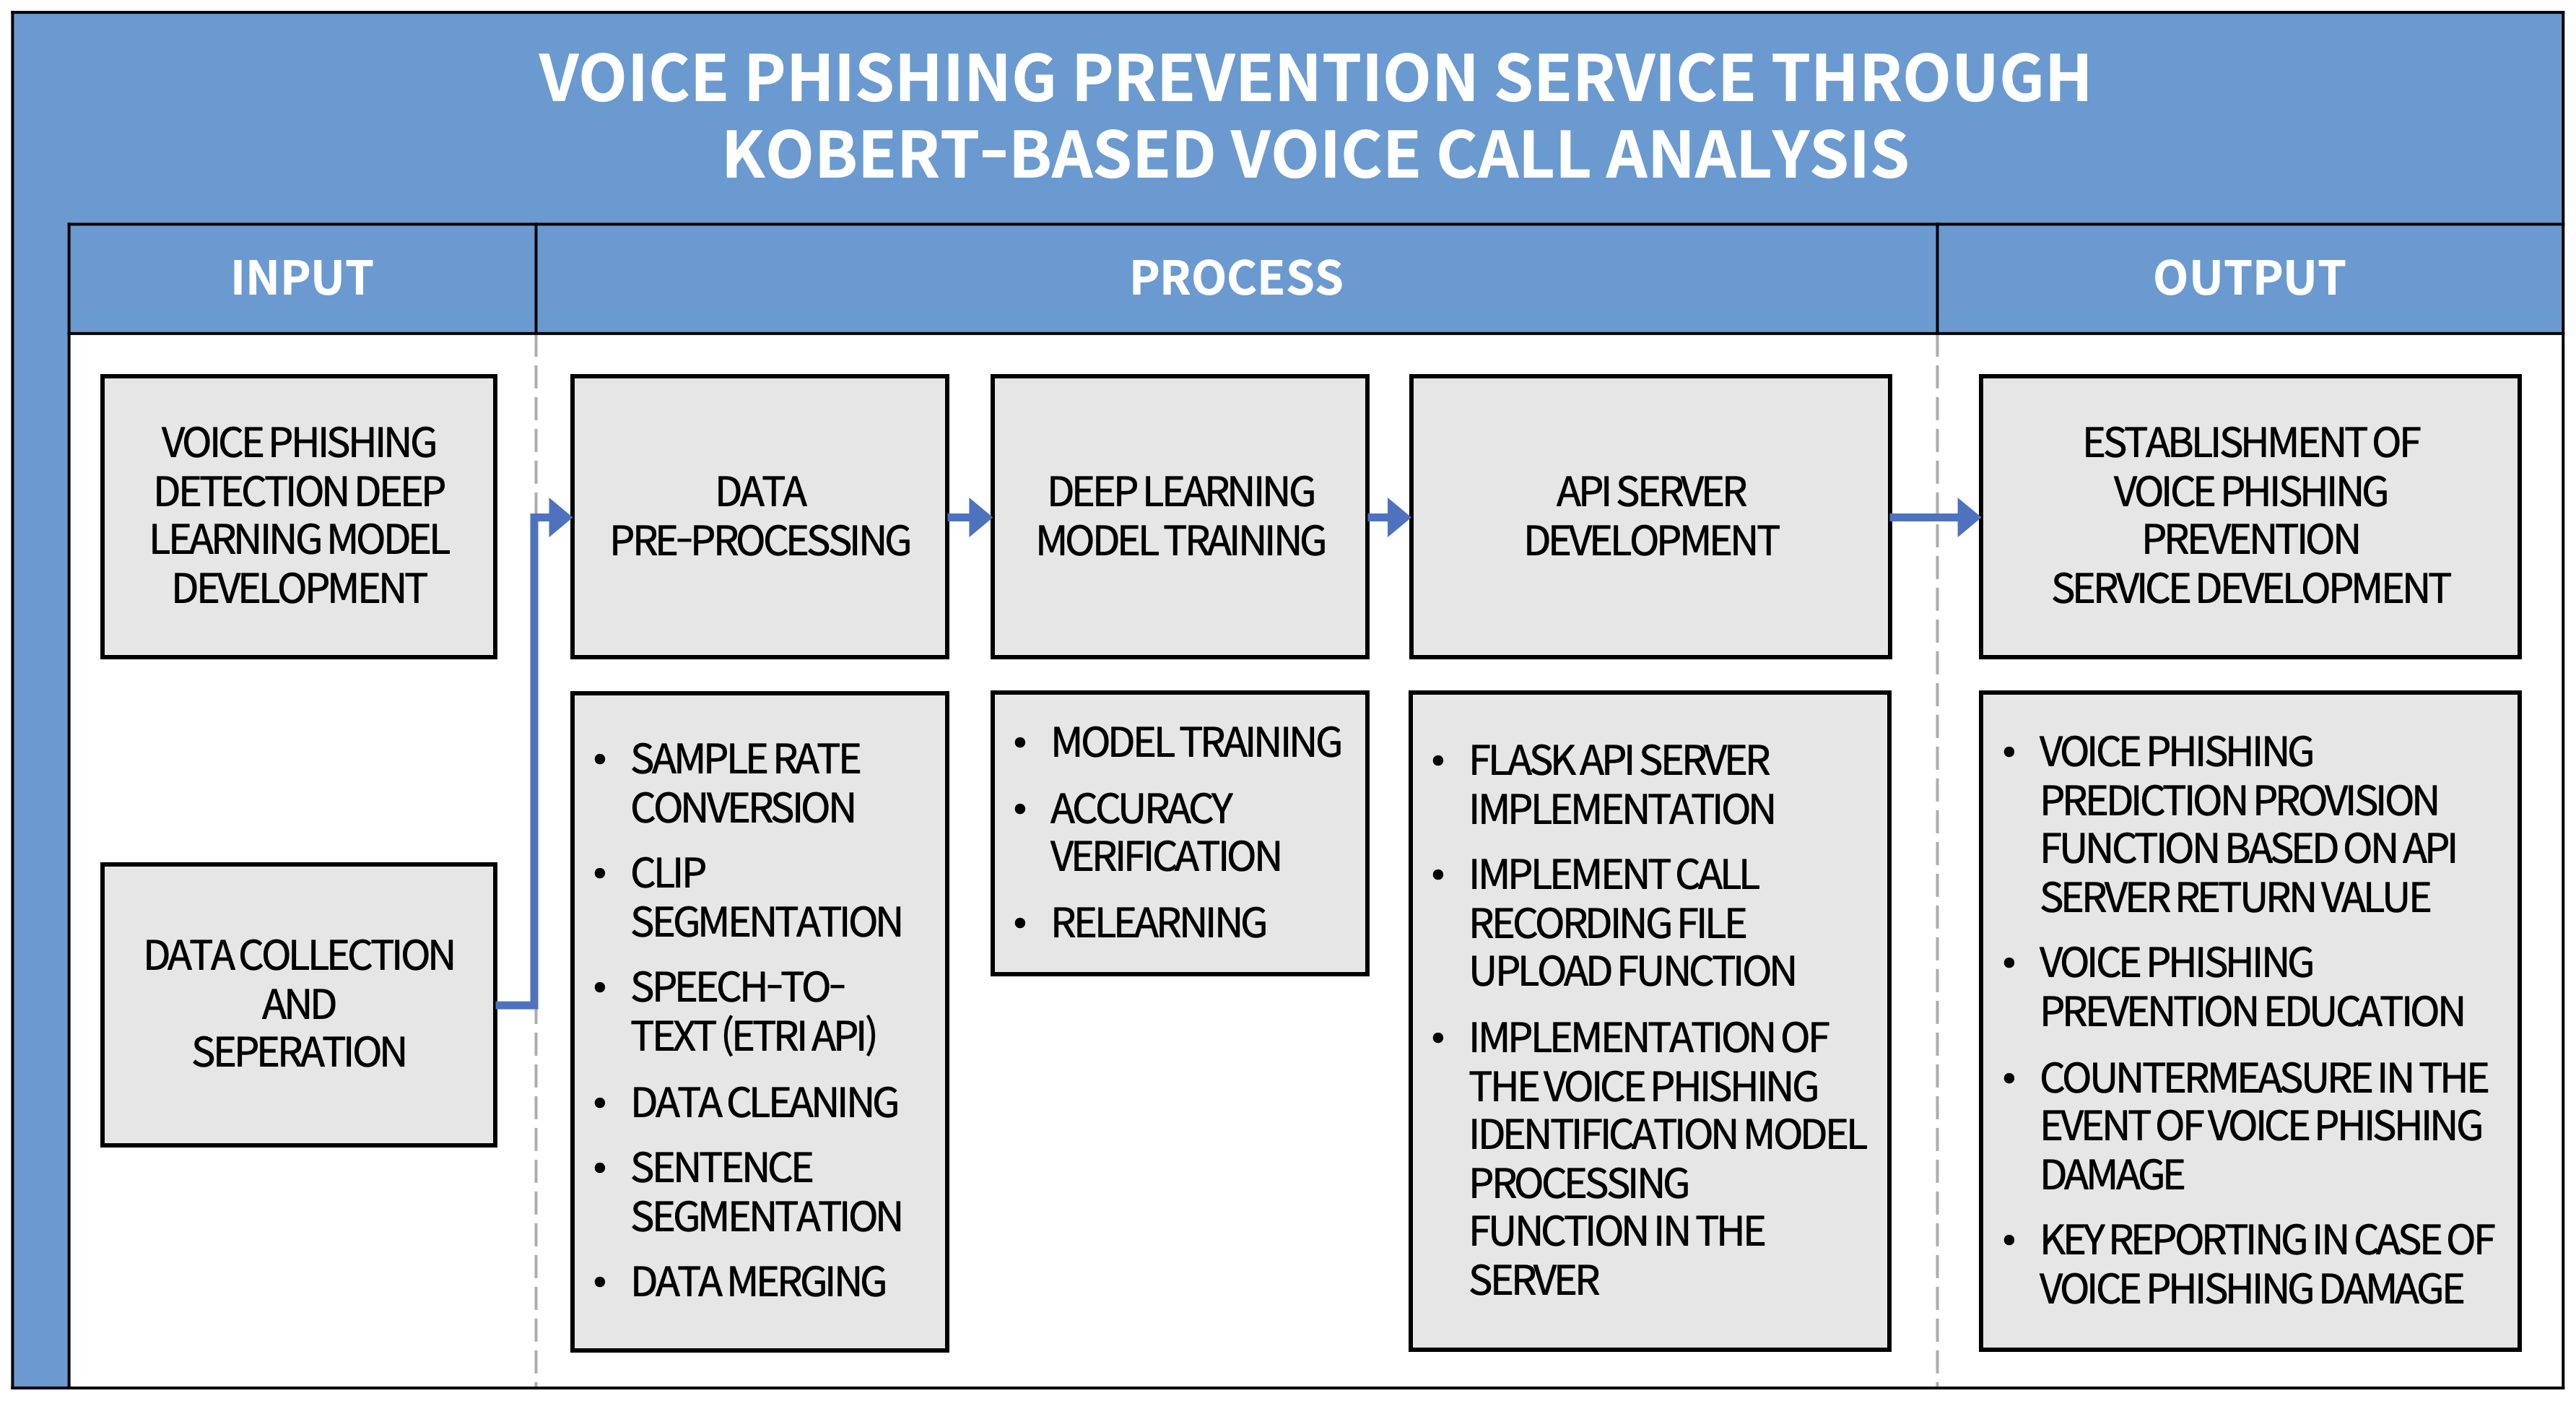 VOICE PHISHING PREVENTION SERVICE THROUGH
KOBERT-BASED VOICE CALL ANALYSIS
INPUT
PROCESS
OUTPUT
VOICE PHISHING
DETECTION DEEP
LEARNING MODEL
DEVELOPMENT
DATA
PRE-PROCESSING
DEEP LEARNING
MODEL TRAINING
API SERVER
DEVELOPMENT
ESTABLISHMENT OF
VOICE PHISHING
PREVENTION
SERVICE DEVELOPMENT
DATA COLLECTION
AND
SEPERATION
• SAMPLE RATE
CONVERSION
• CLIP
SEGMENTATION
• SPEECH-TO-
TEXT (ETRI API)
• DATA CLEANING
• SENTENCE
SEGMENTATION
• DATA MERGING
• MODEL TRAINING
• ACCURACY
VERIFICATION
• RELEARNING
• FLASK API SERVER
IMPLEMENTATION
• IMPLEMENT CALL
RECORDING FILE
UPLOAD FUNCTION
• IMPLEMENTATION OF
THE VOICE PHISHING
IDENTIFICATION MODEL
PROCESSING
FUNCTION IN THE
SERVER
• VOICE PHISHING
PREDICTION PROVISION
FUNCTION BASED ON API
SERVER RETURN VALUE
• VOICE PHISHING
PREVENTION EDUCATION
• COUNTERMEASURE IN THE
EVENT OF VOICE PHISHING
DAMAGE
• KEY REPORTING IN CASE OF
VOICE PHISHING DAMAGE